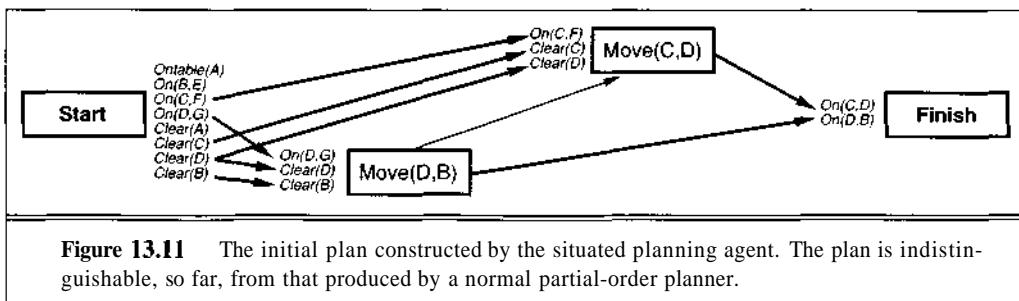 Start
Ontable(A)
On(B,E)
On(C,F)
On(D,G)
Clear(A)
Clear(C)
Clear(D)
Clear(B)
On(C,F)
Clear(C)
Clear(D)
Move(C,D)
On(D,G)
Clear(D)
Clear(B)
Move(D,B)
On(C,D)
On(D,B)
Finish
Figure 13.11 The initial plan constructed by the situated planning agent. The plan is indistin-
guishable, so far, from that produced by a normal partial-order planner.